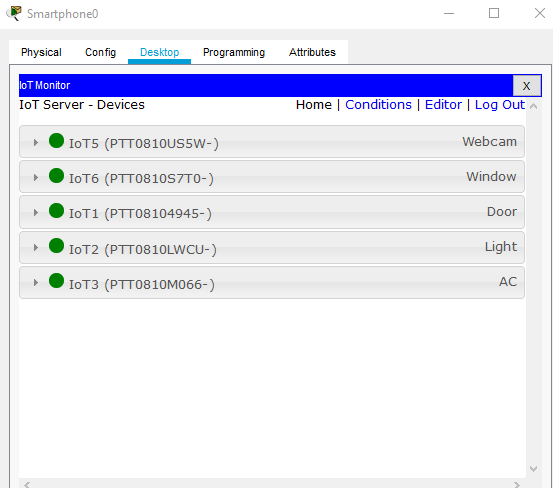 Smartphone0
Physical Config Desktop Programming Attributes
IoT Monitor X
IoT Server - Devices Home | Conditions | Editor | Log Out
IoT5 (PTT0810US5W-) Webcam
IoT6 (PTT0810S7T0-) Window
IoT1 (PTT08104945-) Door
IoT2 (PTT0810LWCU-) Light
IoT3 (PTT0810M066-) AC